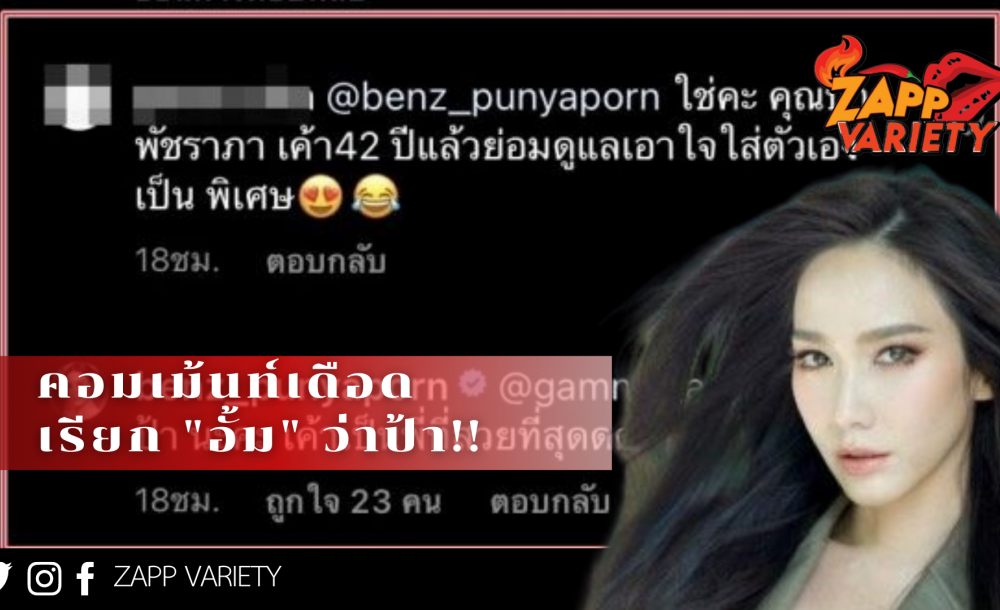 @benz_punyaporn ใช่คะ
พัชราภา เค้า42 ปีแล้วย่อมดูแลเอาใจใส่ตัวเอง
เป็น พิเศษ😍😂
18ชม. ตอบกลับ
ZAPP
VARIETY
benz_punyaporn
คอมเม้นท์เดือด
เรียก "อั้ม" ว่าป้า!!
18ชม. ถูกใจ 23 คน ตอบกลับ
ZAPP VARIETY